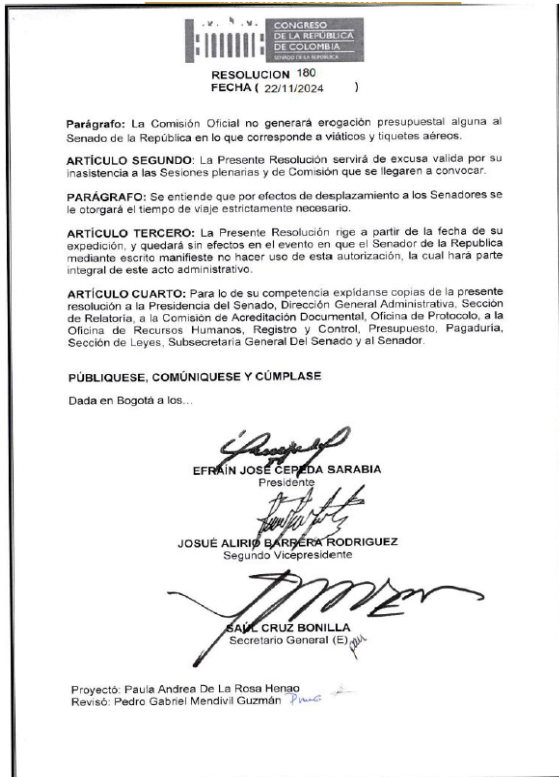 CONGRESO
DE LA REPÚBLICA
DE COLOMBIA
SENADO DE LA REPÚBLICA
RESOLUCION 180
FECHA ( 22/11/2024 )
Parágrafo: La Comisión Oficial no generará erogación presupuestal alguna al
Senado de la República en lo que corresponde a viáticos y tiquetes aéreos.
ARTÍCULO SEGUNDO: La Presente Resolución servirá de excusa valida por su
inasistencia a las Sesiones plenarias y de Comisión que se llegaren a convocar.
PARÁGRAFO: Se entiende que por efectos de desplazamiento a los Senadores se
le otorgará el tiempo de viaje estrictamente necesario.
ARTÍCULO TERCERO: La Presente Resolución rige a partir de la fecha de su
expedición, y quedará sin efectos en el evento en que el Senador de la Republica
mediante escrito manifieste no hacer uso de esta autorización, la cual hará parte
integral de este acto administrativo.
ARTÍCULO CUARTO: Para lo de su competencia expídanse copias de la presente
resolución a la Presidencia del Senado, Dirección General Administrativa, Sección
de Relatoría, a la Comisión de Acreditación Documental, Oficina de Protocolo, a la
Oficina de Recursos Humanos, Registro y Control, Presupuesto, Pagaduría,
Sección de Leyes, Subsecretaria General Del Senado y al Senador.
PÚBLIQUESE, COMÚNIQUESE Y CÚMPLASE
Dada en Bogotá a los...
EFRAÍN JOSÉ CEPEDA SARABIA
Presidente
JOSUÉ ALIRIO BARRERA RODRIGUEZ
Segundo Vicepresidente
SAÚL CRUZ BONILLA
Secretario General (E)
Proyectó: Paula Andrea De La Rosa Henao
Revisó: Pedro Gabriel Mendivil Guzmán